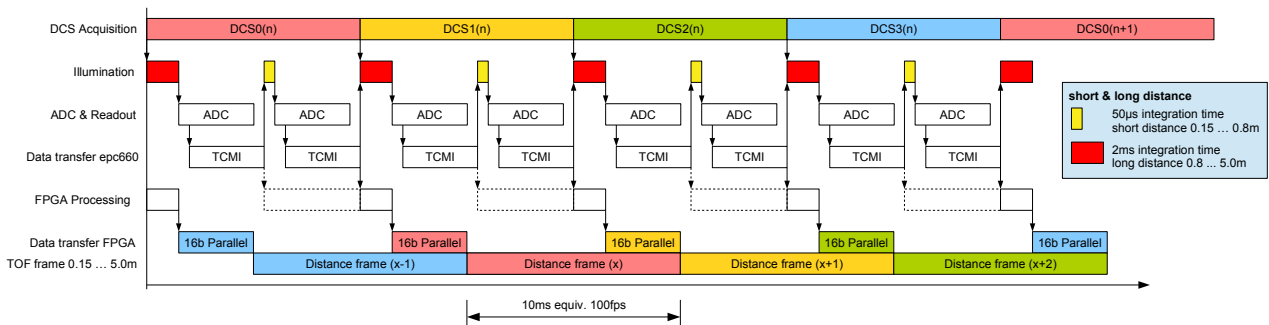 DCS Acquisition
DCS0(n)
DCS1(n)
DCS2(n)
DCS3(n)
DCS0(n+1)
Illumination
ADC & Readout
ADC
ADC
ADC
ADC
ADC
ADC
ADC
ADC
Data transfer epc660
TCMI
TCMI
TCMI
TCMI
TCMI
TCMI
TCMI
TCMI
FPGA Processing
Data transfer FPGA
16b Parallel
16b Parallel
16b Parallel
16b Parallel
16b Parallel
TOF frame 0.15 ... 5.0m
Distance frame (x-1)
Distance frame (x)
Distance frame (x+1)
Distance frame (x+2)
10ms equiv. 100fps
short & long distance
50µs integration time
short distance 0.15 ... 0.8m
2ms integration time
long distance 0.8 ... 5.0m